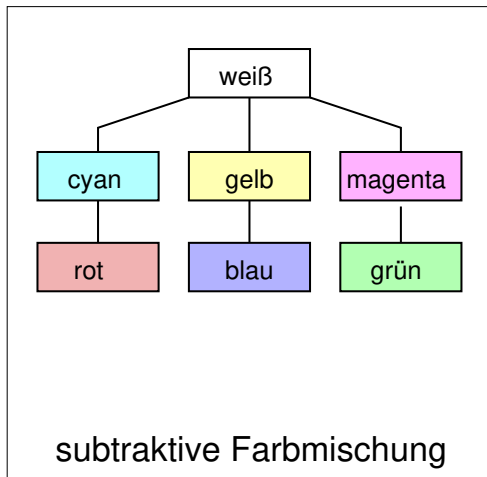 weiß
cyan gelb magenta
rot blau grün
subtraktive Farbmischung